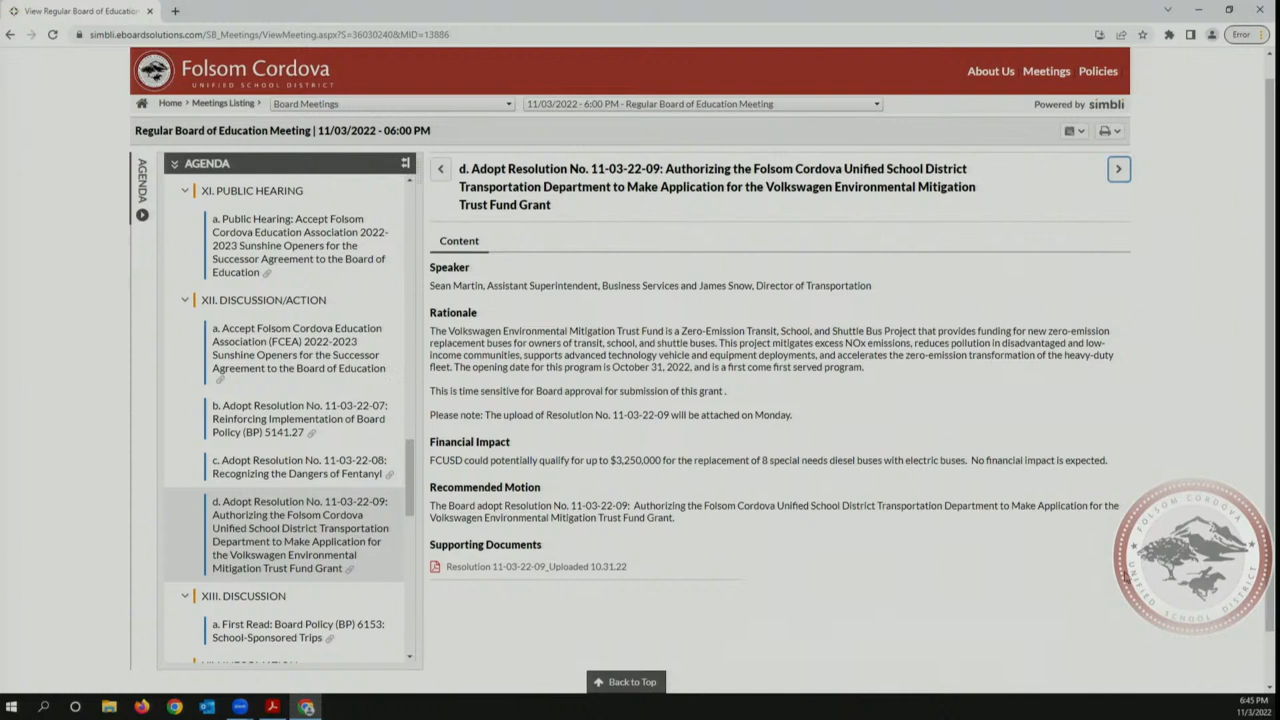 View Regular Board of Education
simbli.eboardsolutions.com/SB_Meetings/ViewMeeting.aspx?S=36030240&MID=13886
Error
Folsom Cordova
UNIFIED SCHOOL DISTRICT
About Us Meetings Policies
Home > Meetings Listing > Board Meetings 11/03/2022 - 6:00 PM - Regular Board of Education Meeting
Powered by simbli
Regular Board of Education Meeting | 11/03/2022 - 06:00 PM
AGENDA
AGENDA
XI. PUBLIC HEARING
a. Public Hearing: Accept Folsom
Cordova Education Association 2022-
2023 Sunshine Openers for the
Successor Agreement to the Board of
Education
XII. DISCUSSION/ACTION
a. Accept Folsom Cordova Education
Association (FCEA) 2022-2023
Sunshine Openers for the Successor
Agreement to the Board of Education
b. Adopt Resolution No. 11-03-22-07:
Reinforcing Implementation of Board
Policy (BP) 5141.27
c. Adopt Resolution No. 11-03-22-08:
Recognizing the Dangers of Fentanyl
d. Adopt Resolution No. 11-03-22-09:
Authorizing the Folsom Cordova
Unified School District Transportation
Department to Make Application for
the Volkswagen Environmental
Mitigation Trust Fund Grant
XIII. DISCUSSION
a. First Read: Board Policy (BP) 6153:
School-Sponsored Trips
d. Adopt Resolution No. 11-03-22-09: Authorizing the Folsom Cordova Unified School District
Transportation Department to Make Application for the Volkswagen Environmental Mitigation
Trust Fund Grant
Content
Speaker
Sean Martin, Assistant Superintendent, Business Services and James Snow, Director of Transportation
Rationale
The Volkswagen Environmental Mitigation Trust Fund is a Zero-Emission Transit, School, and Shuttle Bus Project that provides funding for new zero-emission
replacement buses for owners of transit, school, and shuttle buses. This project mitigates excess NOx emissions, reduces pollution in disadvantaged and low-
income communities, supports advanced technology vehicle and equipment deployments, and accelerates the zero-emission transformation of the heavy-duty
fleet. The opening date for this program is October 31, 2022, and is a first come first served program.
This is time sensitive for Board approval for submission of this grant .
Please note: The upload of Resolution No. 11-03-22-09 will be attached on Monday.
Financial Impact
FCUSD could potentially qualify for up to $3,250,000 for the replacement of 8 special needs diesel buses with electric buses. No financial impact is expected.
Recommended Motion
The Board adopt Resolution No. 11-03-22-09: Authorizing the Folsom Cordova Unified School District Transportation Department to Make Application for the
Volkswagen Environmental Mitigation Trust Fund Grant.
Supporting Documents
Resolution 11-03-22-09_Uploaded 10.31.22
FOLSOM CORDOVA
UNIFIED SCHOOL DISTRICT
Back to Top
6:45 PM
11/3/2022